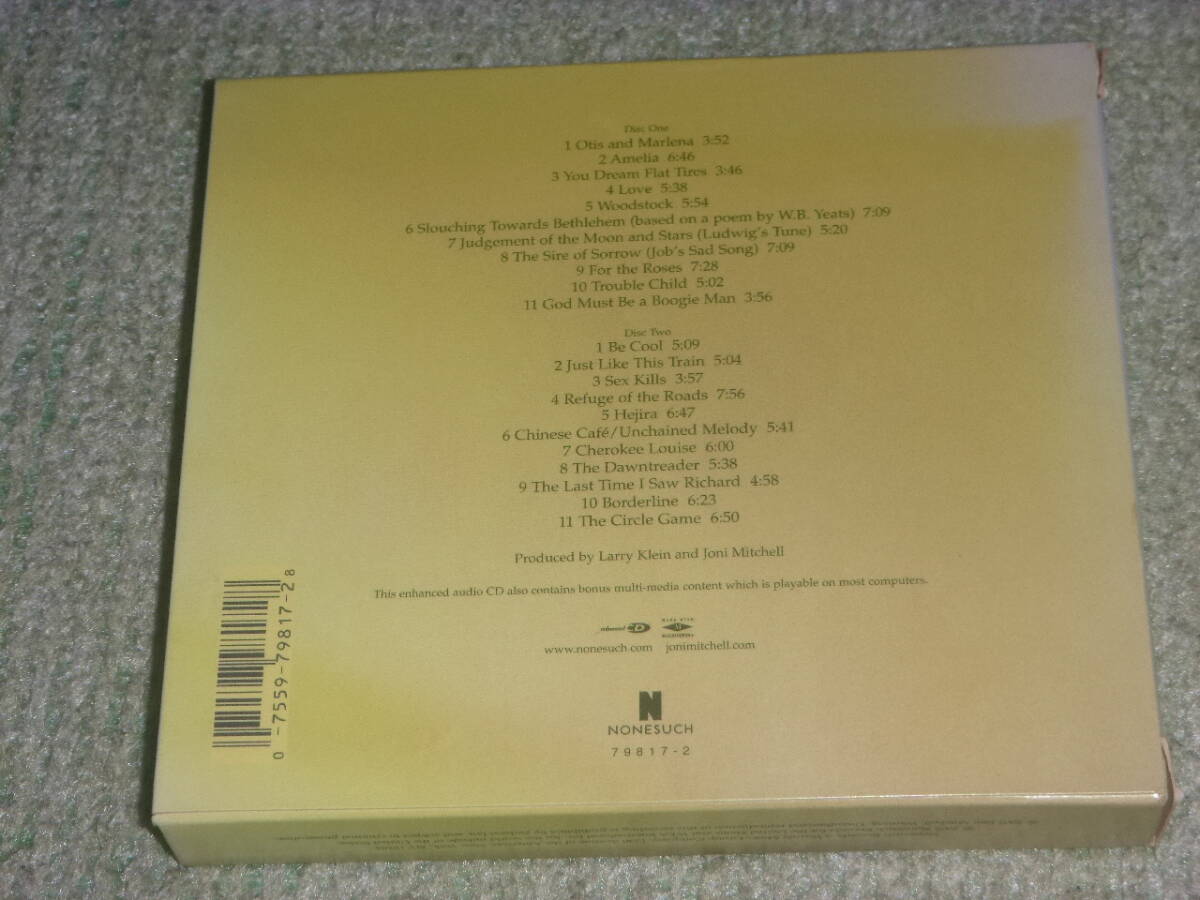 Disc One
1 Otis and Marlena 3:52
2 Amelia 6:46
3 You Dream Flat Tires 3:46
4 Love 5:38
5 Woodstock 5:54
6 Slouching Towards Bethlehem (based on a poem by W.B. Yeats) 7:09
7 Judgement of the Moon and Stars (Ludwig's Tune) 5:20
8 The Sire of Sorrow (Job's Sad Song) 7:09
9 For the Roses 7:28
10 Trouble Child 5:02
11 God Must Be a Boogie Man 3:56
Disc Two
1 Be Cool 5:09
2 Just Like This Train 5:04
3 Sex Kills 3:57
4 Refuge of the Roads 7:56
5 Hejira 6:47
6 Chinese Café/Unchained Melody 5:41
7 Cherokee Louise 6:00
8 The Dawntreader 5:38
9 The Last Time I Saw Richard 4:58
10 Borderline 6:23
11 The Circle Game 6:50
Produced by Larry Klein and Joni Mitchell
This enhanced audio CD also contains bonus multi-media content which is playable on most computers.
www.nonesuch.com jonimitchell.com
N
NONESUCH
79817-2
0 -7559-79817-2 8